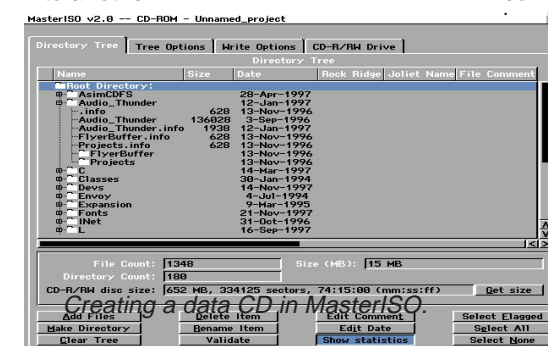 MasterISO v2.0 -- CD-ROM - Unnamed_project
Directory Tree Tree Options Write Options CD-R/RW Drive
Directory Tree
Name Size Date Rock Ridge Joliet Name File Comment
Root Directory:
AsimCDFS 28-Apr-1997
Audio_Thunder 12-Jan-1997
.info 628 13-Nov-1996
Audio_Thunder 136028 3-Sep-1996
Audio_Thunder.info 1938 12-Jan-1997
FlyerBuffer.info 628 13-Nov-1996
Projects.info 628 13-Nov-1996
FlyerBuffer 13-Nov-1996
Projects 13-Nov-1996
C 14-Mar-1997
Classes 30-Jan-1994
Devs 14-Nov-1997
Envoy 4-Jul-1994
Expansion 9-Mar-1995
Fonts 21-Nov-1997
INet 31-Oct-1996
L 16-Sep-1997
File Count: 1348 Size (MB): 15 MB
Directory Count: 180
CD-R/RW disc size: 652 MB, 334125 sectors, 74:15:00 (mm:ss:ff) Get size
Creating a data CD in MasterISO.
Add Files Delete Item Edit Comment Select Flagged
Make Directory Rename Item Edit Date Select All
Clear Tree Validate Show statistics Select None